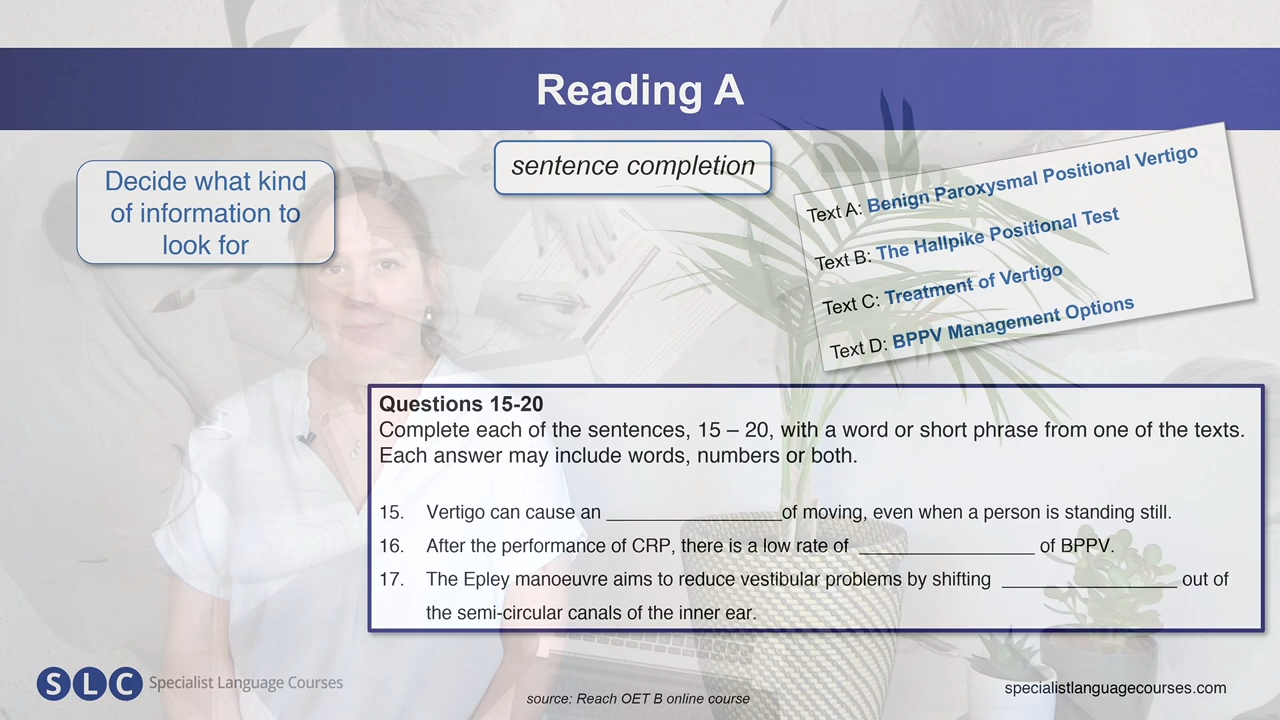 Reading A
sentence completion
Decide what kind
of information to
look for
Text A: Benign Paroxysmal Positional Vertigo
Text B: The Hallpike Positional Test
Text C: Treatment of Vertigo
Text D: BPPV Management Options
Questions 15-20
Complete each of the sentences, 15 – 20, with a word or short phrase from one of the texts.
Each answer may include words, numbers or both.
15. Vertigo can cause an _________________of moving, even when a person is standing still.
16. After the performance of CRP, there is a low rate of _________________ of BPPV.
17. The Epley manoeuvre aims to reduce vestibular problems by shifting _________________ out of
the semi-circular canals of the inner ear.
SLC Specialist Language Courses
source: Reach OET B online course
specialistlanguagecourses.com